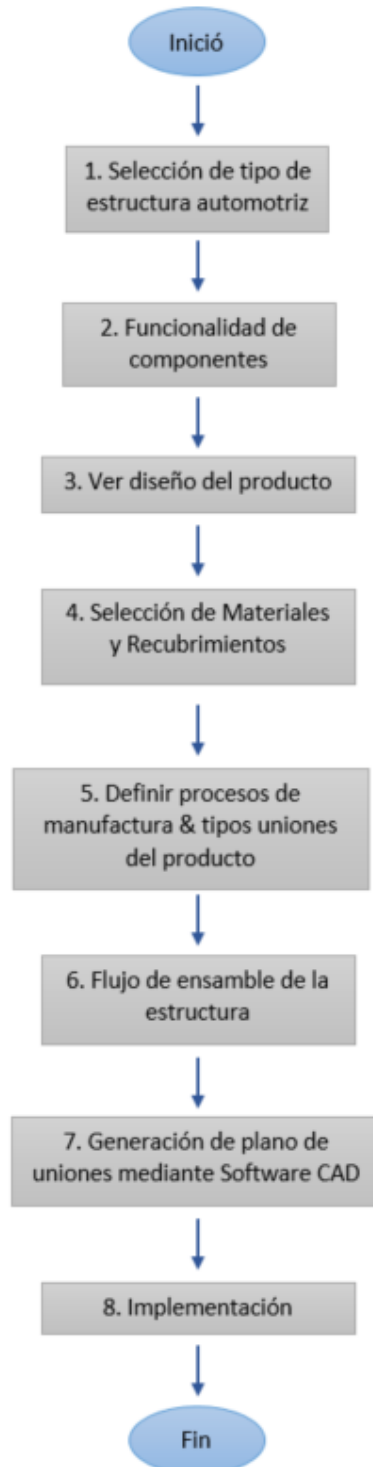 Inició
1. Selección de tipo de
estructura automotriz
2. Funcionalidad de
componentes
3. Ver diseño del producto
4. Selección de Materiales
y Recubrimientos
5. Definir procesos de
manufactura & tipos uniones
del producto
6. Flujo de ensamble de la
estructura
7. Generación de plano de
uniones mediante Software CAD
8. Implementación
Fin